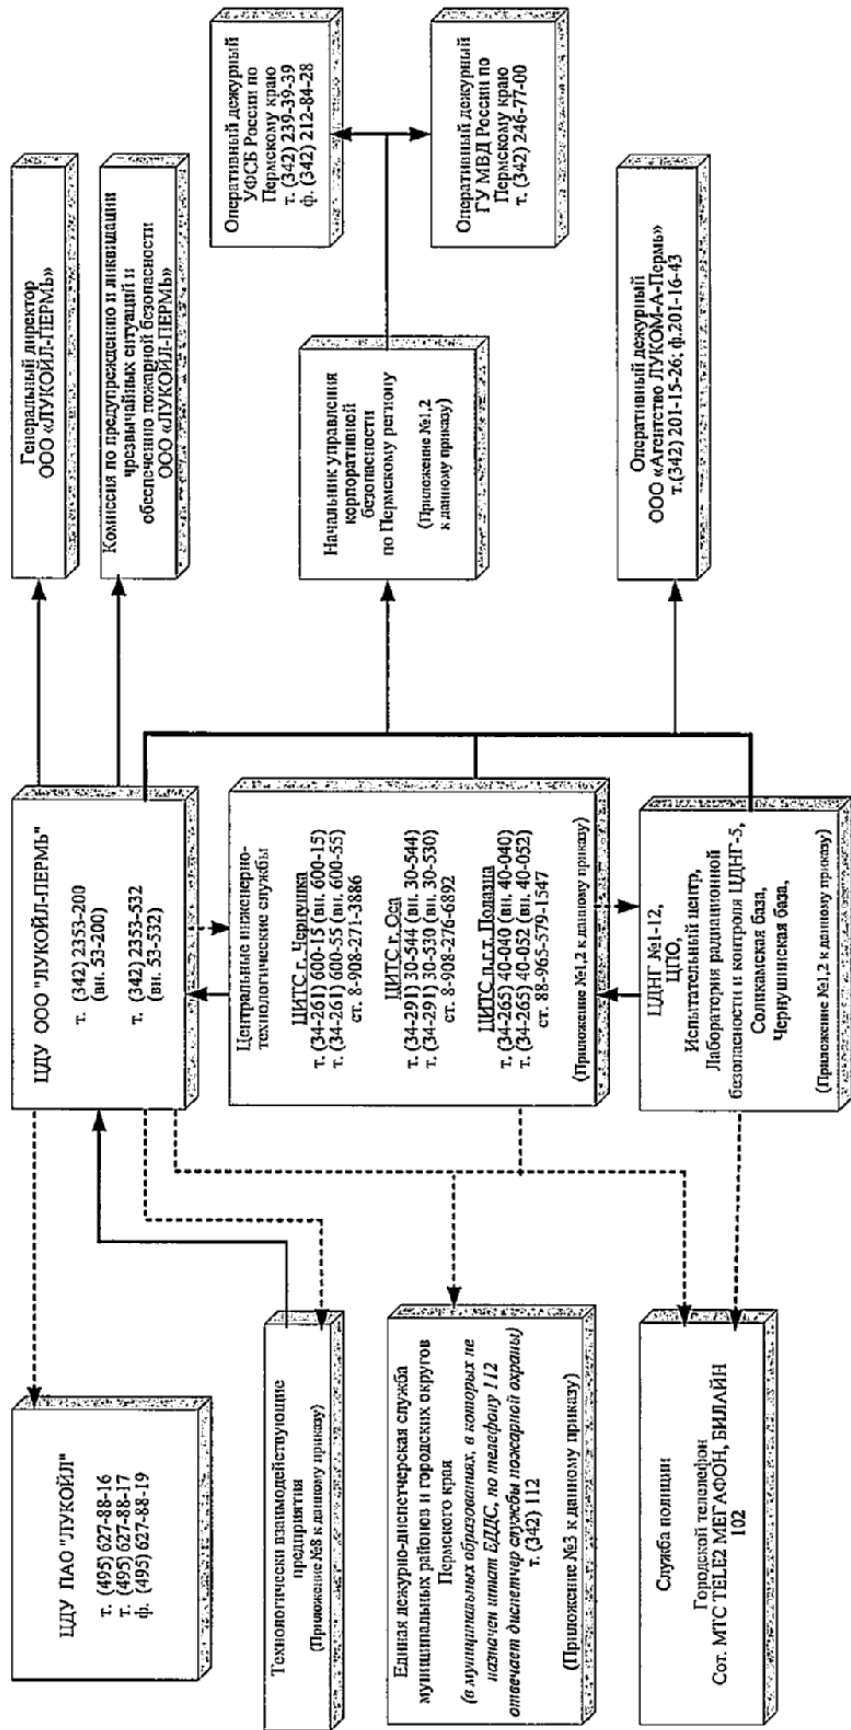 ЦДУ ПАО "ЛУКОЙЛ"
т. (495) 627-88-16
т. (495) 627-88-17
ф. (495) 627-88-19
Технологически взаимодействующие
предприятия
(Приложение №8 к данному приказу)
Единая дежурно-диспетчерская служба
муниципальных районов и городских округов
Пермского края
(в муниципальных образованиях, в которых не
назначен штат ЕДДС, по телефону 112
отвечает диспетчер службы пожарной охраны)
т. (342) 112
(Приложение №3 к данному приказу)
Служба полиции
Городской телелефон
Сот. МТС TELE2 МЕГАФОН, БИЛАЙН
102
ЦДУ ООО "ЛУКОЙЛ-ПЕРМЬ"
т. (342) 2353-200
(вн. 53-200)
т. (342) 2353-532
(вн. 53-532)
Центральные инженерно-
технологические службы
ЦИТС г. Чернушка
т. (34-261) 600-15 (вн. 600-15)
т. (34-261) 600-55 (вн. 600-55)
ст. 8-908-271-3886
ЦИТС г. Оса
т. (34-291) 30-544 (вн. 30-544)
т. (34-291) 30-530 (вн. 30-530)
ст. 8-908-276-6892
ЦИТС п.г.т. Полазна
т. (34-265) 40-040 (вн. 40-040)
т. (34-265) 40-052 (вн. 40-052)
ст. 88-965-579-1547
(Приложение №1,2 к данному приказу)
ЦДНГ №1-12,
ЦПО,
Испытательный центр,
Лаборатория радиационной
безопасности и контроля ЦДНГ-5,
Соликамская база,
Чернушинская база,
(Приложение №1,2 к данному приказу)
Генеральный директор
ООО «ЛУКОЙЛ-ПЕРМЬ»
Комиссия по предупреждению и ликвидации
чрезвычайных ситуаций и
обеспечению пожарной безопасности
ООО «ЛУКОЙЛ-ПЕРМЬ»
Начальник управления
корпоративной
безопасности
по Пермскому региону
(Приложение №1,2
к данному приказу)
Оперативный дежурный
ООО «Агентство ЛУКОМ-А-Пермь»
т.(342) 201-15-26; ф.201-16-43
Оперативный дежурный
УФСБ России по
Пермскому краю
т. (342) 239-39-39
ф. (342) 212-84-28
Оперативный дежурный
ГУ МВД России по
Пермскому краю
т. (342) 246-77-00